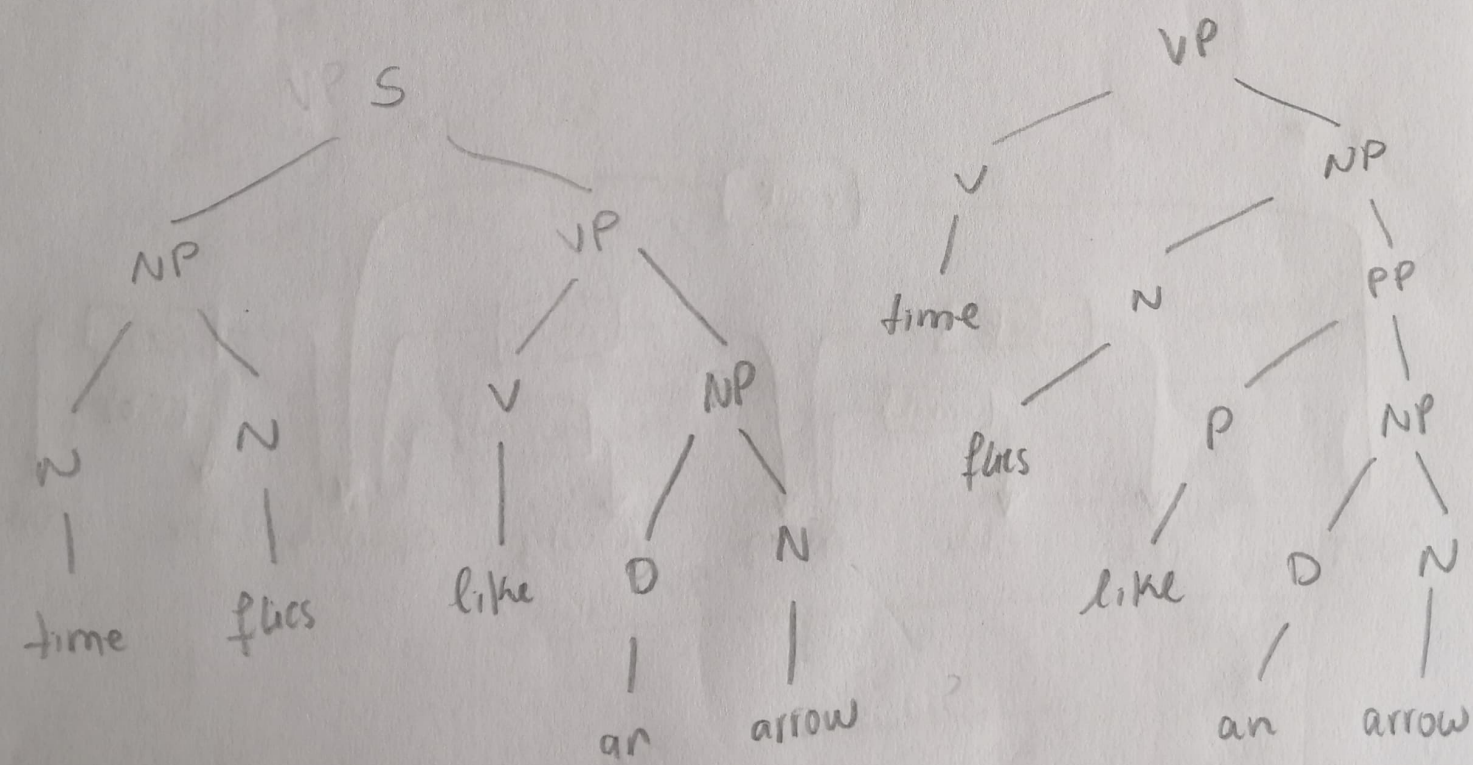 S
NP VP
N N V NP
time flies like D N
an arrow
VP
V NP
time N PP
flies P NP
like D N
an arrow